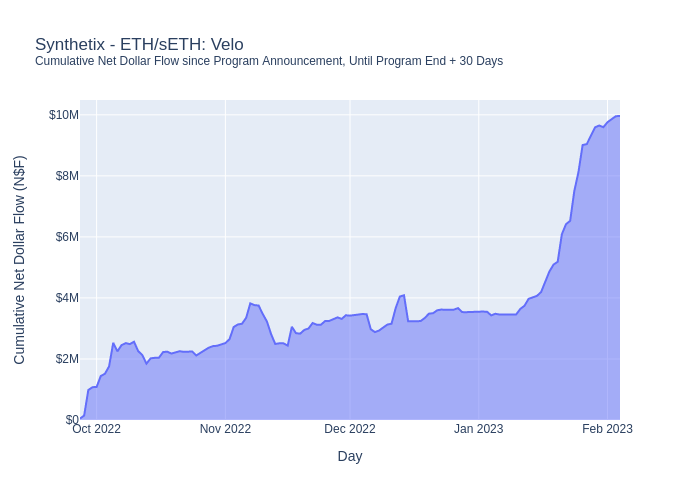 Synthetix - ETH/sETH: Velo
Cumulative Net Dollar Flow since Program Announcement, Until Program End + 30 Days
Cumulative Net Dollar Flow (N$F)
$10M
$8M
$6M
$4M
$2M
$0
Oct 2022 Nov 2022 Dec 2022 Jan 2023 Feb 2023
Day